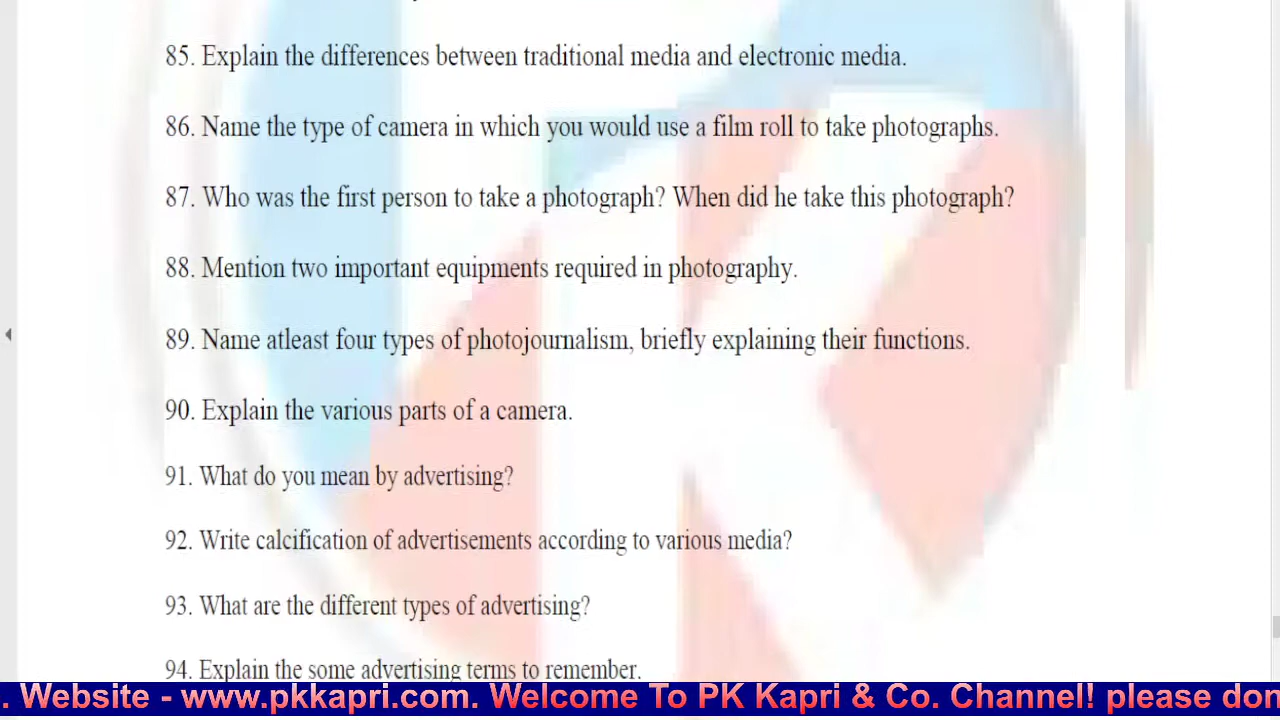 85. Explain the differences between traditional media and electronic media.
86. Name the type of camera in which you would use a film roll to take photographs.
87. Who was the first person to take a photograph? When did he take this photograph?
88. Mention two important equipments required in photography.
89. Name atleast four types of photojournalism, briefly explaining their functions.
90. Explain the various parts of a camera.
91. What do you mean by advertising?
92. Write calcification of advertisements according to various media?
93. What are the different types of advertising?
94. Explain the some advertising terms to remember.
. Website - www.pkkapri.com. Welcome To PK Kapri & Co. Channel! please don